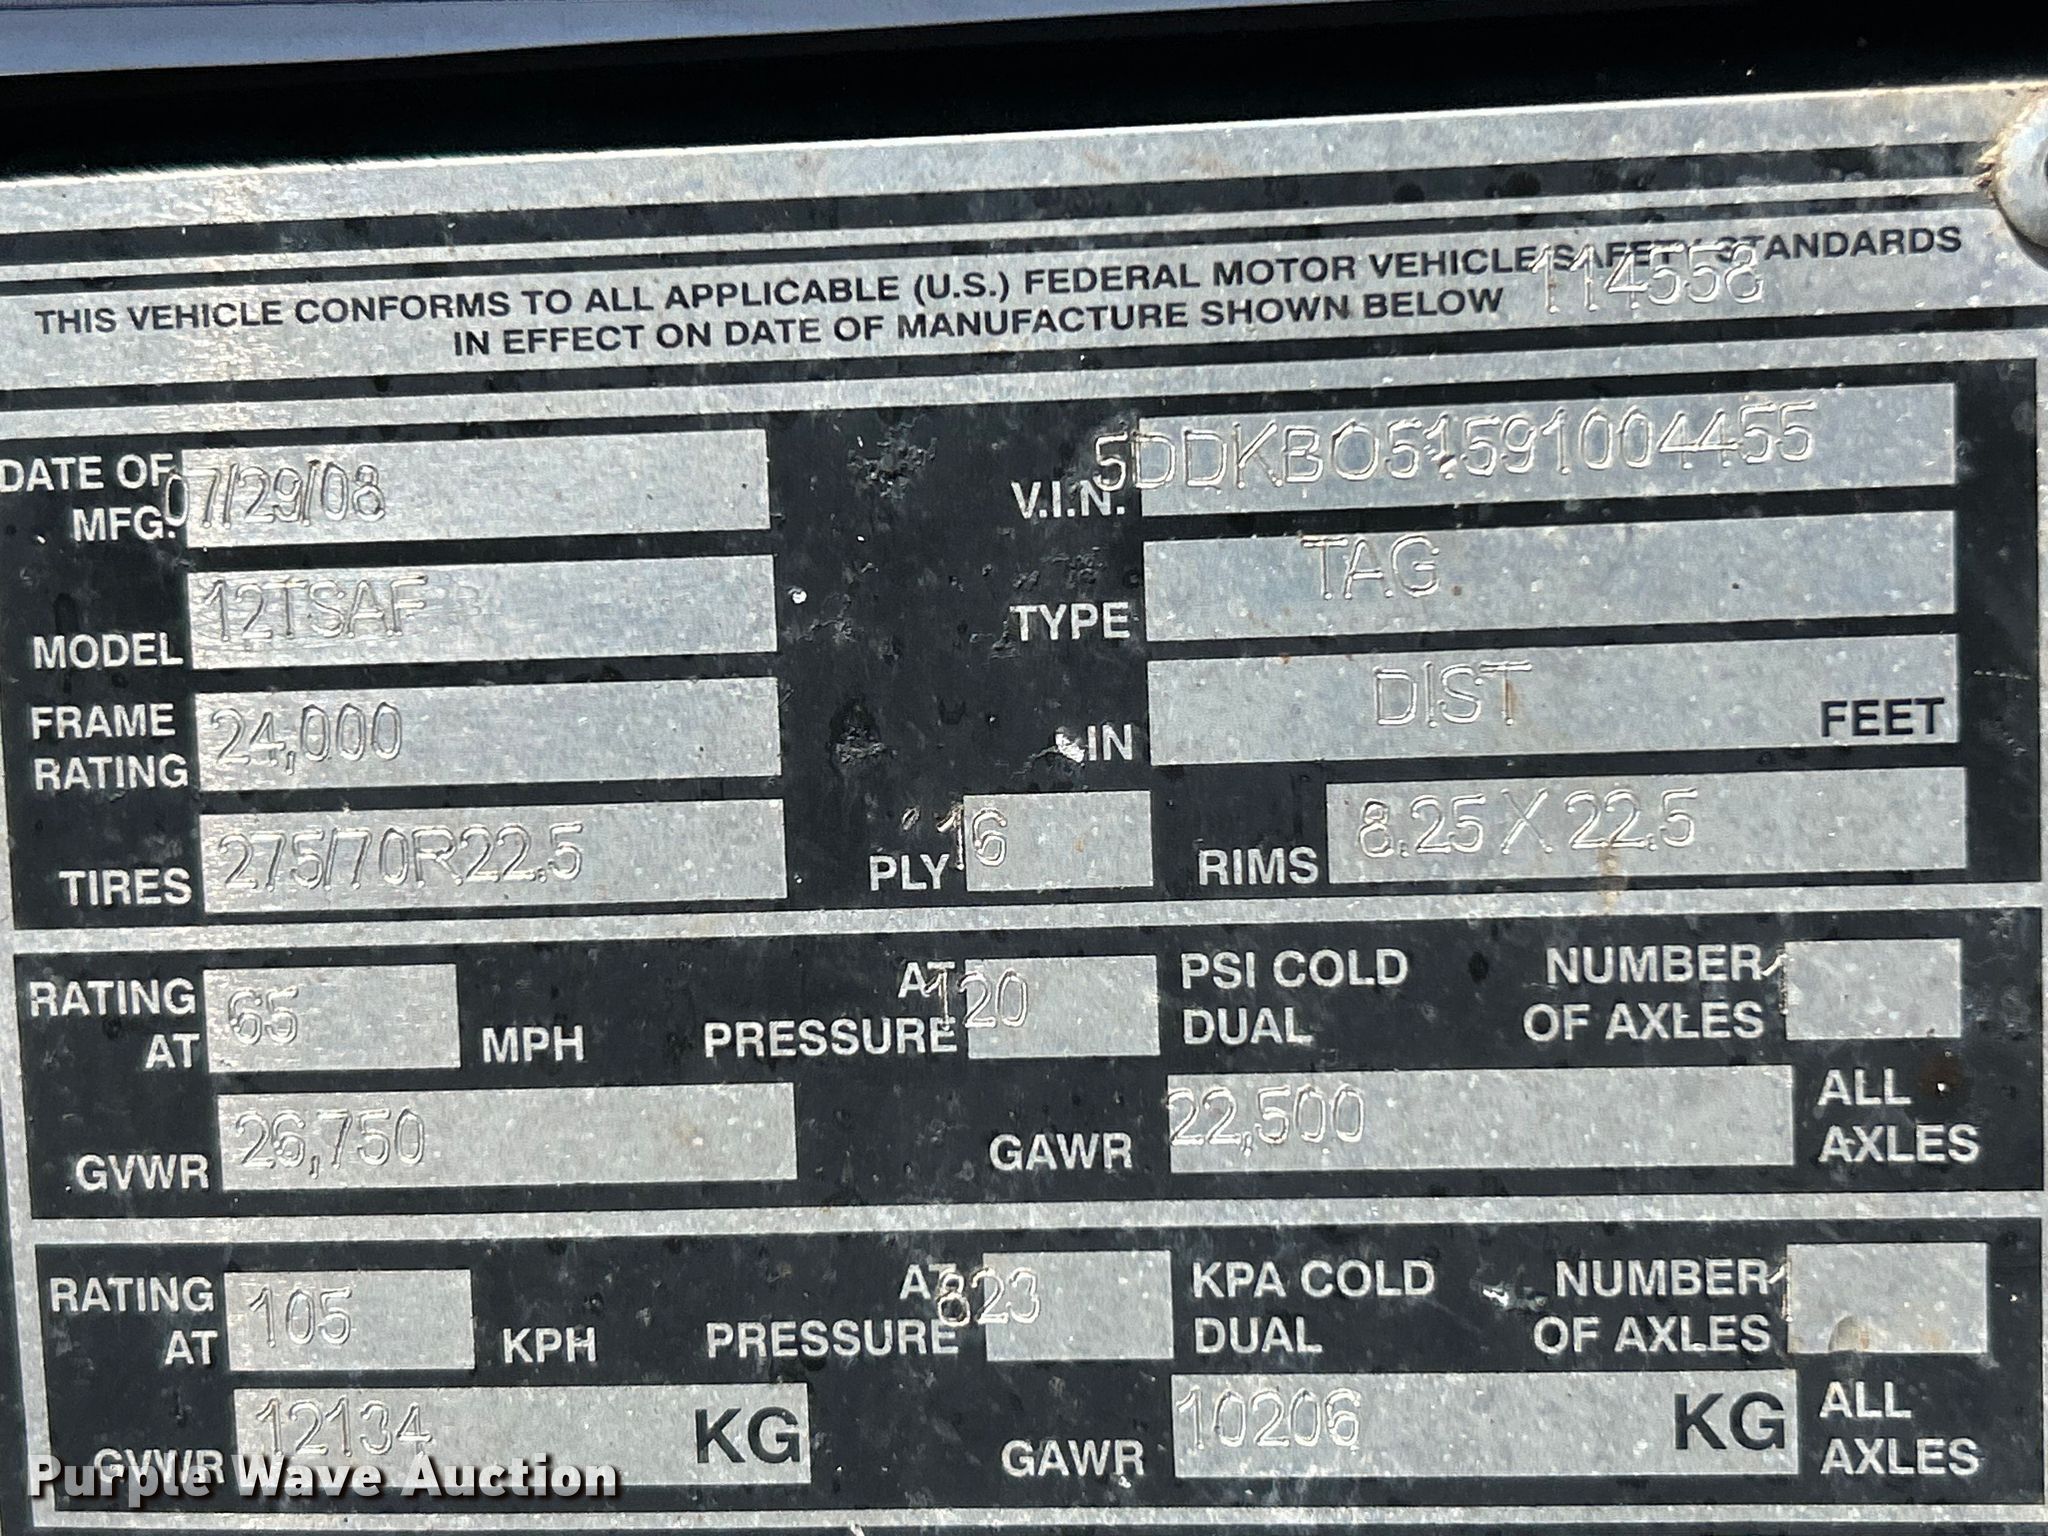 THIS VEHICLE CONFORMS TO ALL APPLICABLE (U.S.) FEDERAL MOTOR VEHICLE SAFETY STANDARDS
IN EFFECT ON DATE OF MANUFACTURE SHOWN BELOW 114558
DATE OF MFG. 07/29/08 V.I.N. 5DDKB051591004455
MODEL 12TSAF TYPE TAG
FRAME RATING 24,000 IN DIST FEET
TIRES 275/70R22.5 PLY 16 RIMS 8.25 X 22.5
RATING AT 65 MPH AT PRESSURE 120 PSI COLD DUAL NUMBER OF AXLES 1
GVWR 26,750 GAWR 22,500 ALL AXLES
RATING AT 105 KPH AT PRESSURE 823 KPA COLD DUAL NUMBER OF AXLES 1
GVWR 12134 KG GAWR 10206 KG ALL AXLES
Purple Wave Auction